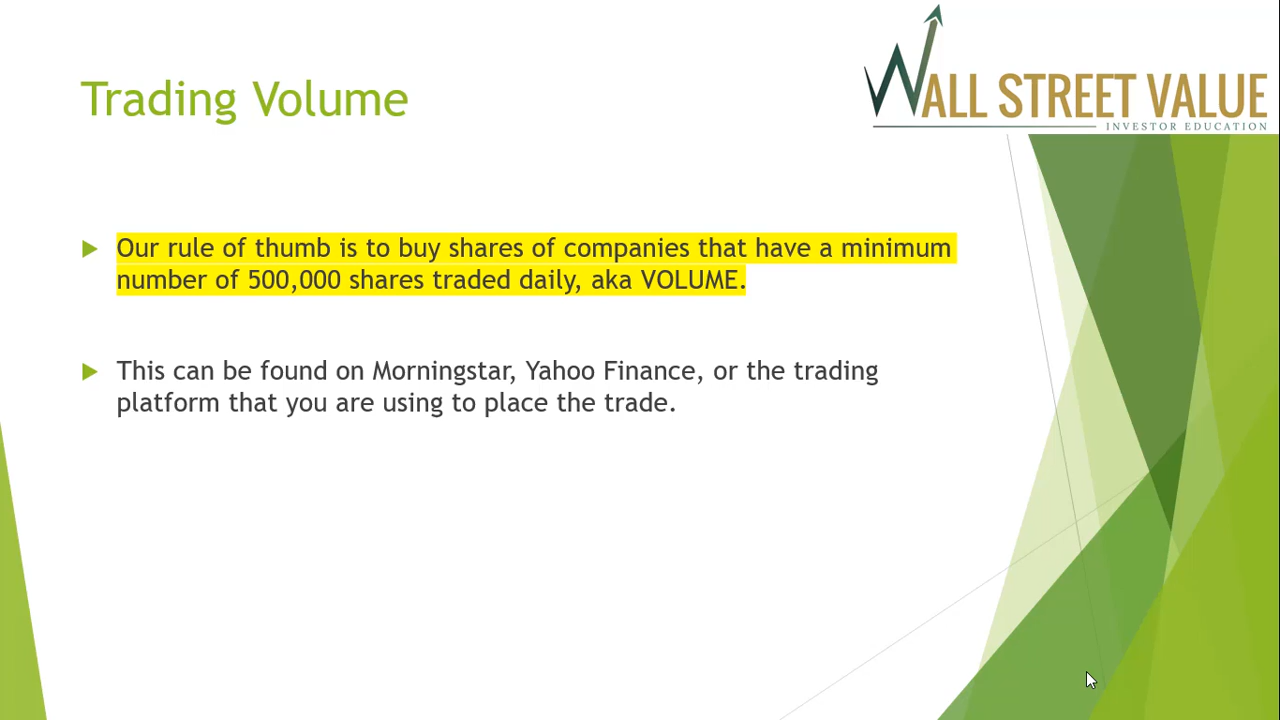 Trading Volume
WALL STREET VALUE
INVESTOR EDUCATION
Our rule of thumb is to buy shares of companies that have a minimum
number of 500,000 shares traded daily, aka VOLUME.
This can be found on Morningstar, Yahoo Finance, or the trading
platform that you are using to place the trade.